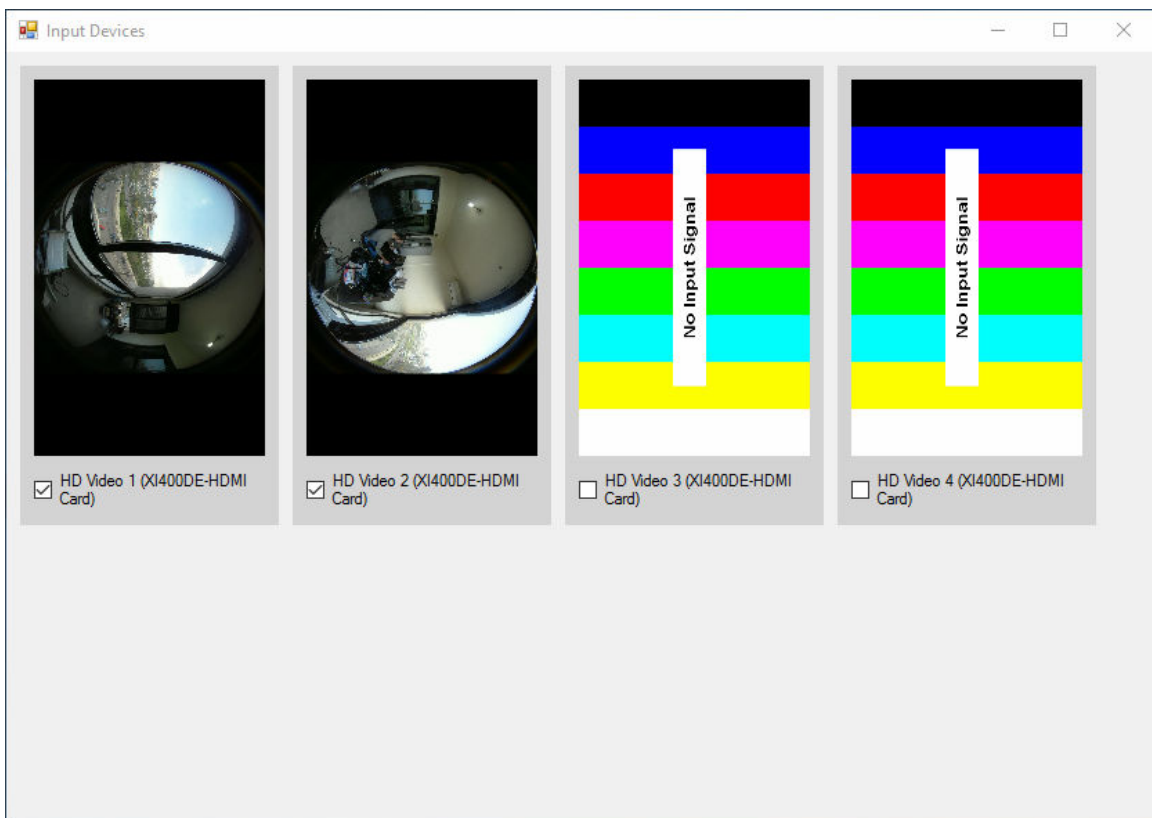 Input Devices
No Input Signal
No Input Signal
HD Video 1 (XI400DE-HDMI
Card)
HD Video 2 (XI400DE-HDMI
Card)
HD Video 3 (XI400DE-HDMI
Card)
HD Video 4 (XI400DE-HDMI
Card)